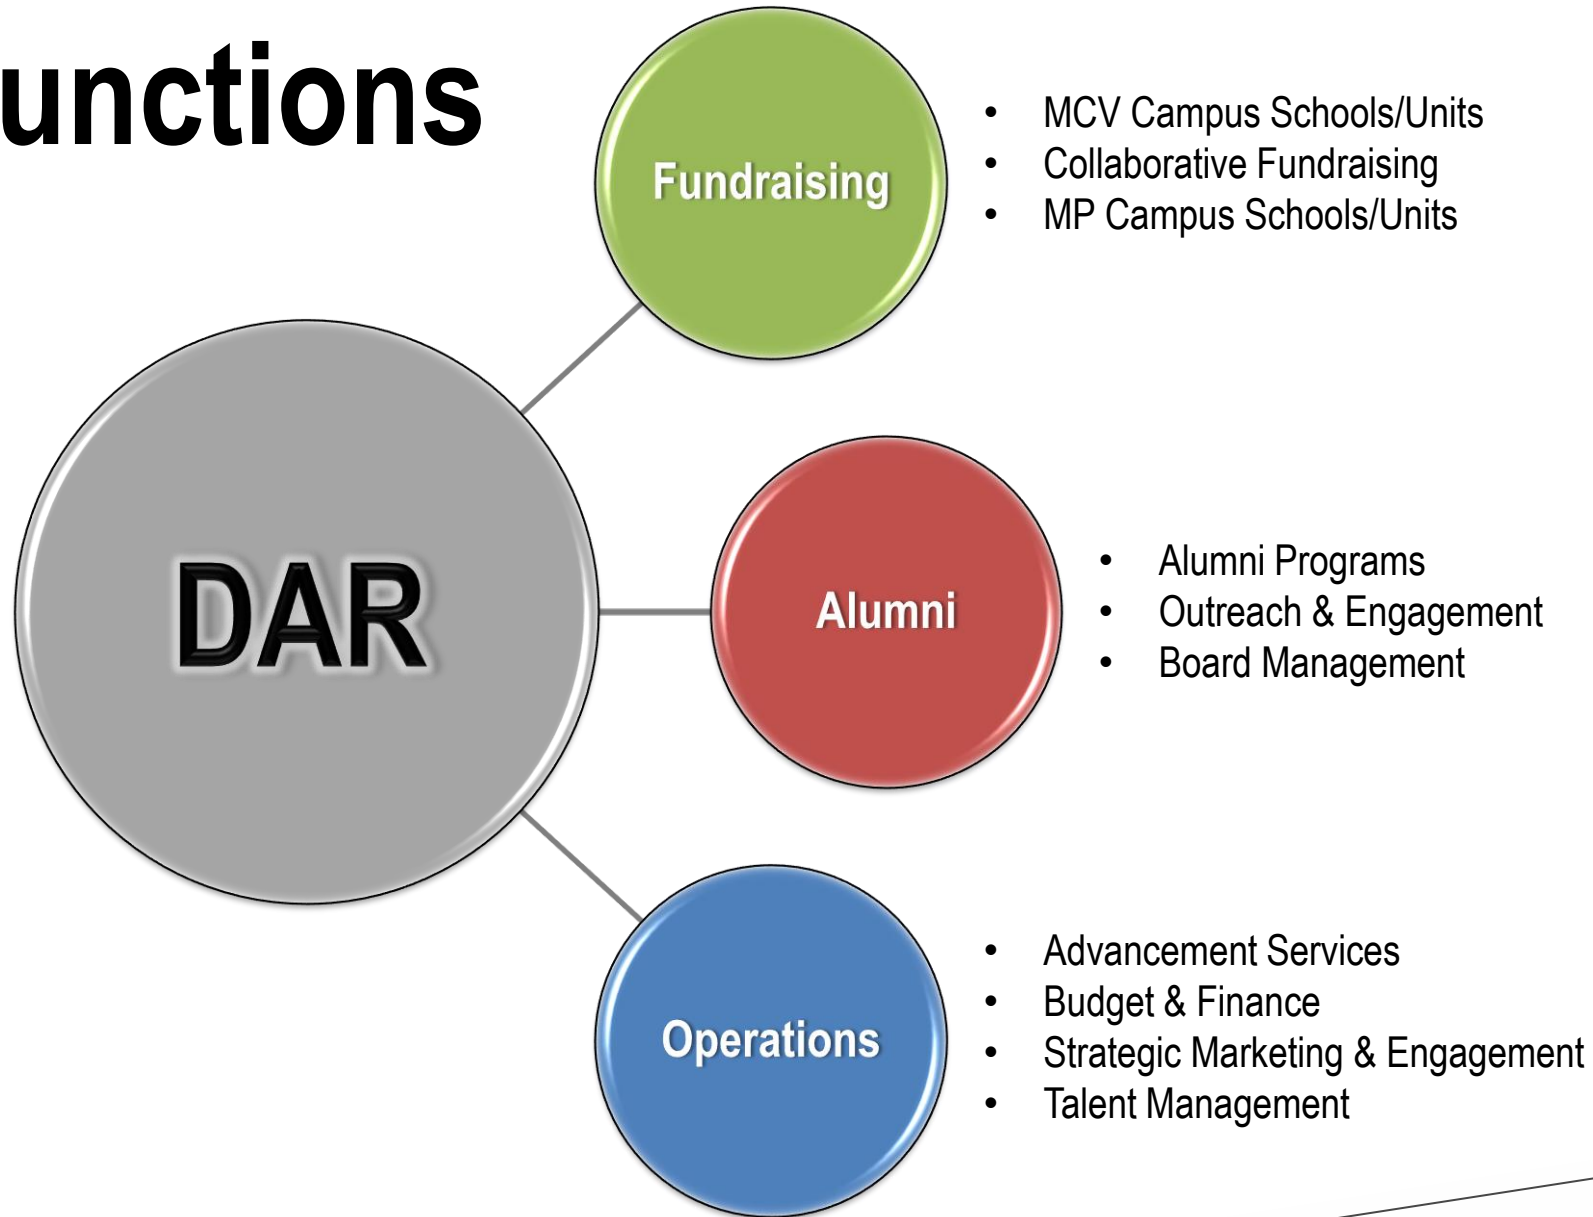 unctions
Fundraising
• MCV Campus Schools/Units
• Collaborative Fundraising
• MP Campus Schools/Units
DAR
Alumni
• Alumni Programs
• Outreach & Engagement
• Board Management
Operations
• Advancement Services
• Budget & Finance
• Strategic Marketing & Engagement
• Talent Management